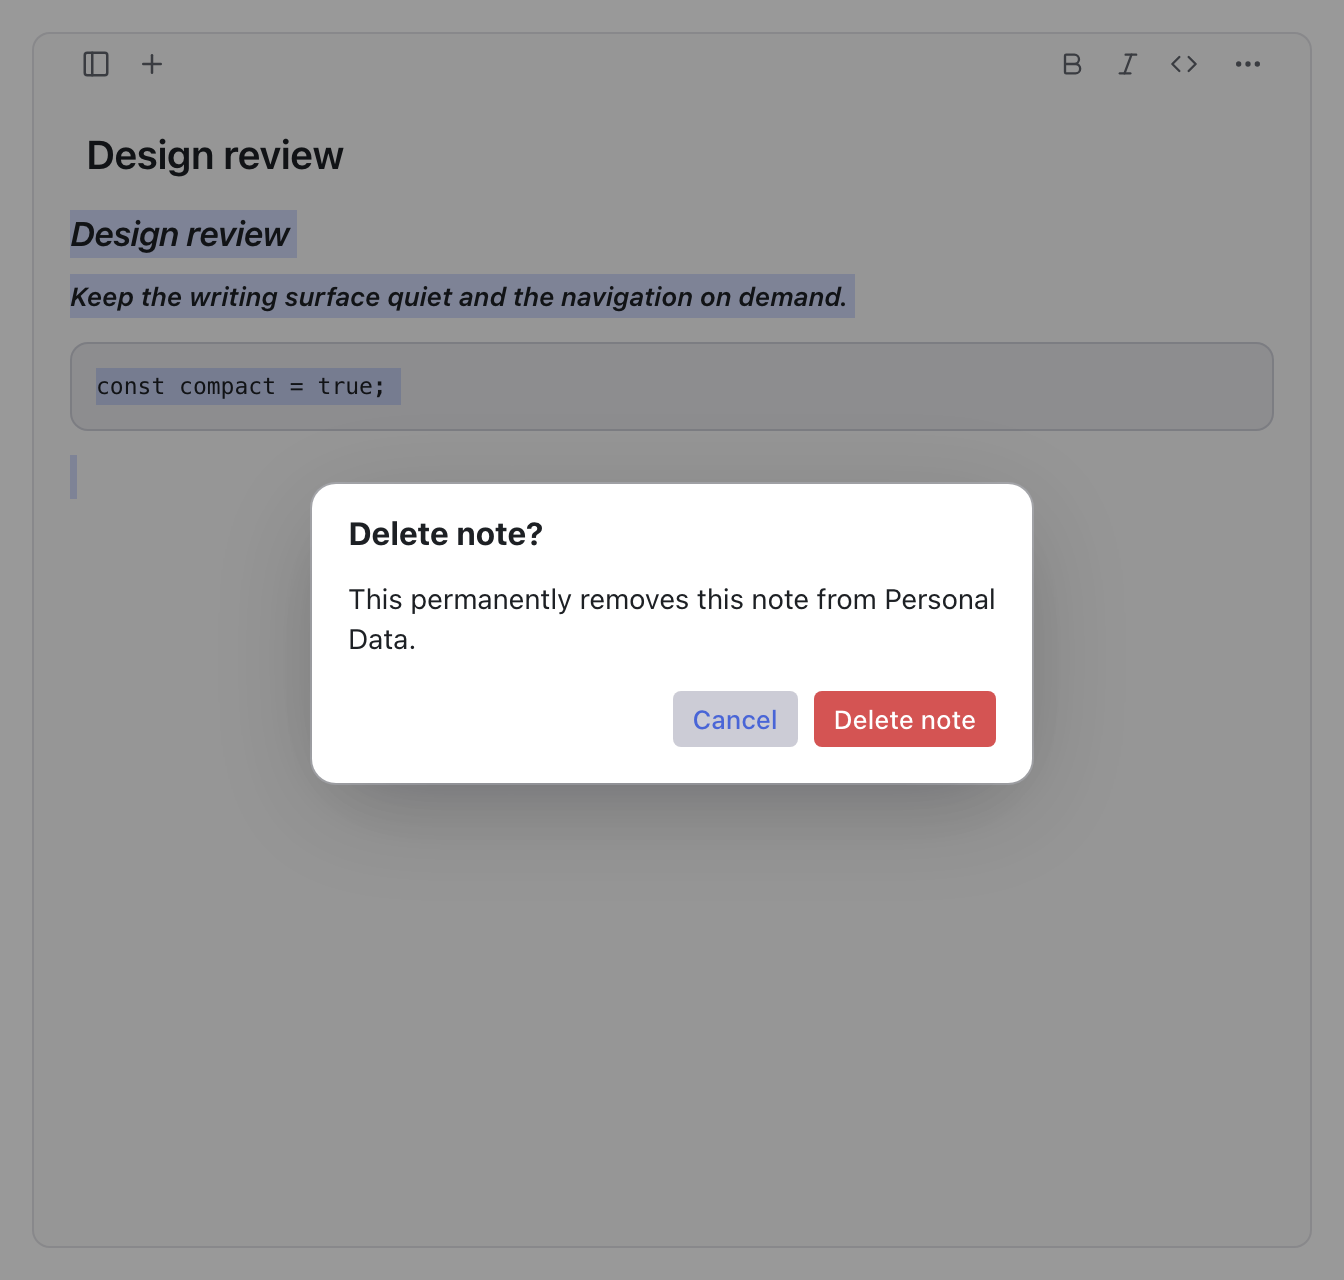 Design review
Design review
Keep the writing surface quiet and the navigation on demand.
const compact = true;
Delete note?
This permanently removes this note from Personal
Data.
Cancel
Delete note